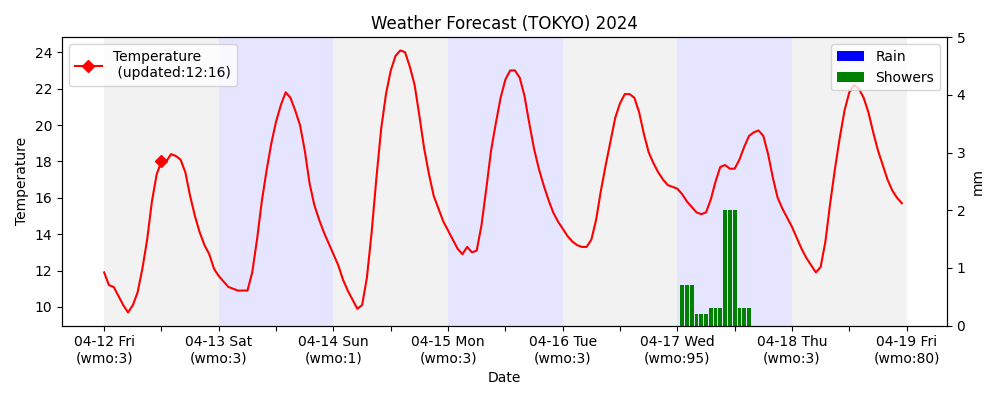 Weather Forecast (TOKYO) 2024
Temperature
(updated:12:16)
Rain
Showers
Temperature
24
22
20
18
16
14
12
10
5
4
3
2
1
0
mm
04-12 Fri
(wmo:3)
04-13 Sat
(wmo:3)
04-14 Sun
(wmo:1)
04-15 Mon
(wmo:3)
04-16 Tue
(wmo:3)
04-17 Wed
(wmo:95)
04-18 Thu
(wmo:3)
04-19 Fri
(wmo:80)
Date